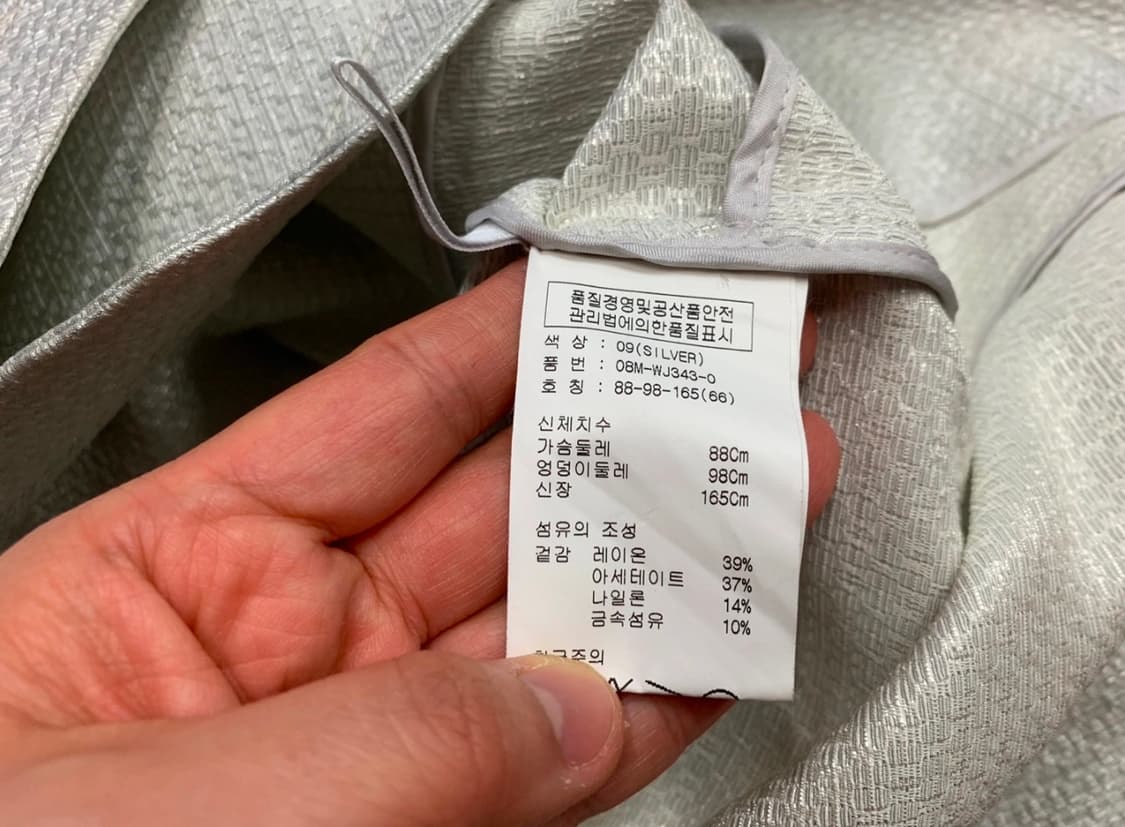 품질경영및공산품안전
관리법에의한품질표시
색 상 : 09(SILVER)
품 번 : 08M-WJ343-0
호 칭 : 88-98-165(66)
신체치수
가슴둘레 88Cm
엉덩이둘레 98Cm
신장 165Cm
섬유의 조성
겉감 레이온 39%
아세테이트 37%
나일론 14%
금속섬유 10%